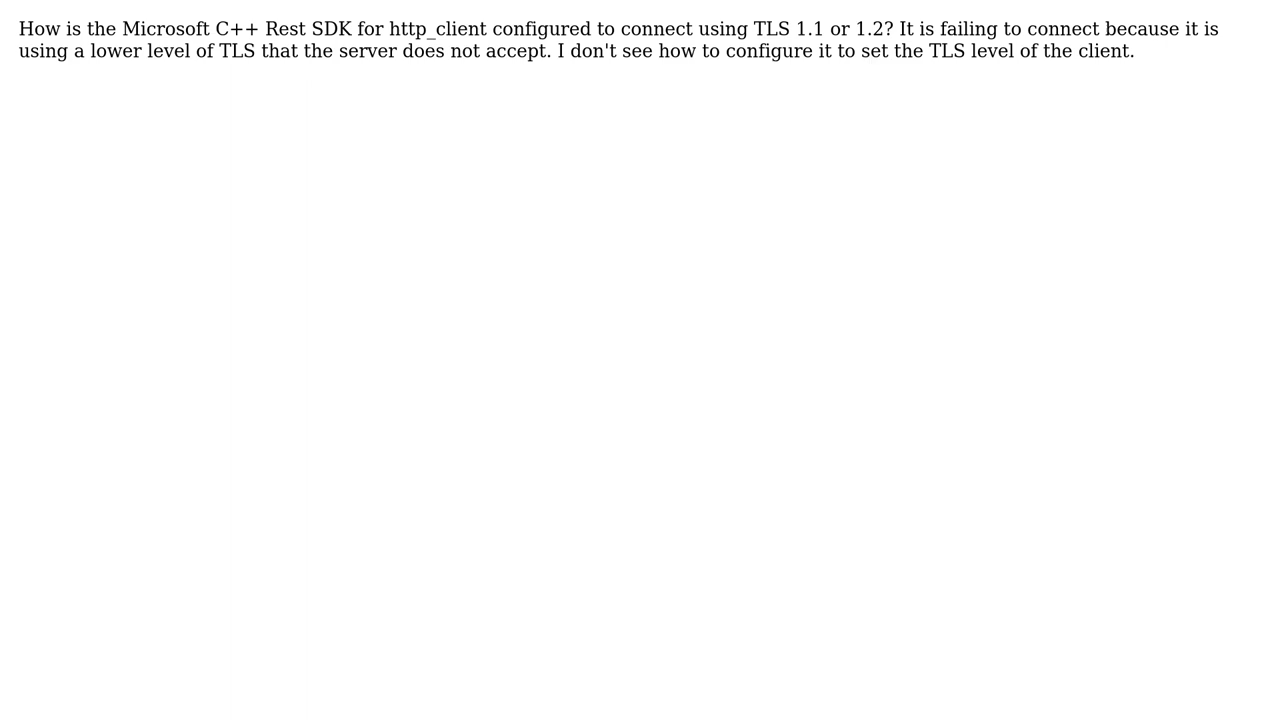 How is the Microsoft C++ Rest SDK for http_client configured to connect using TLS 1.1 or 1.2? It is failing to connect because it is
using a lower level of TLS that the server does not accept. I don't see how to configure it to set the TLS level of the client.